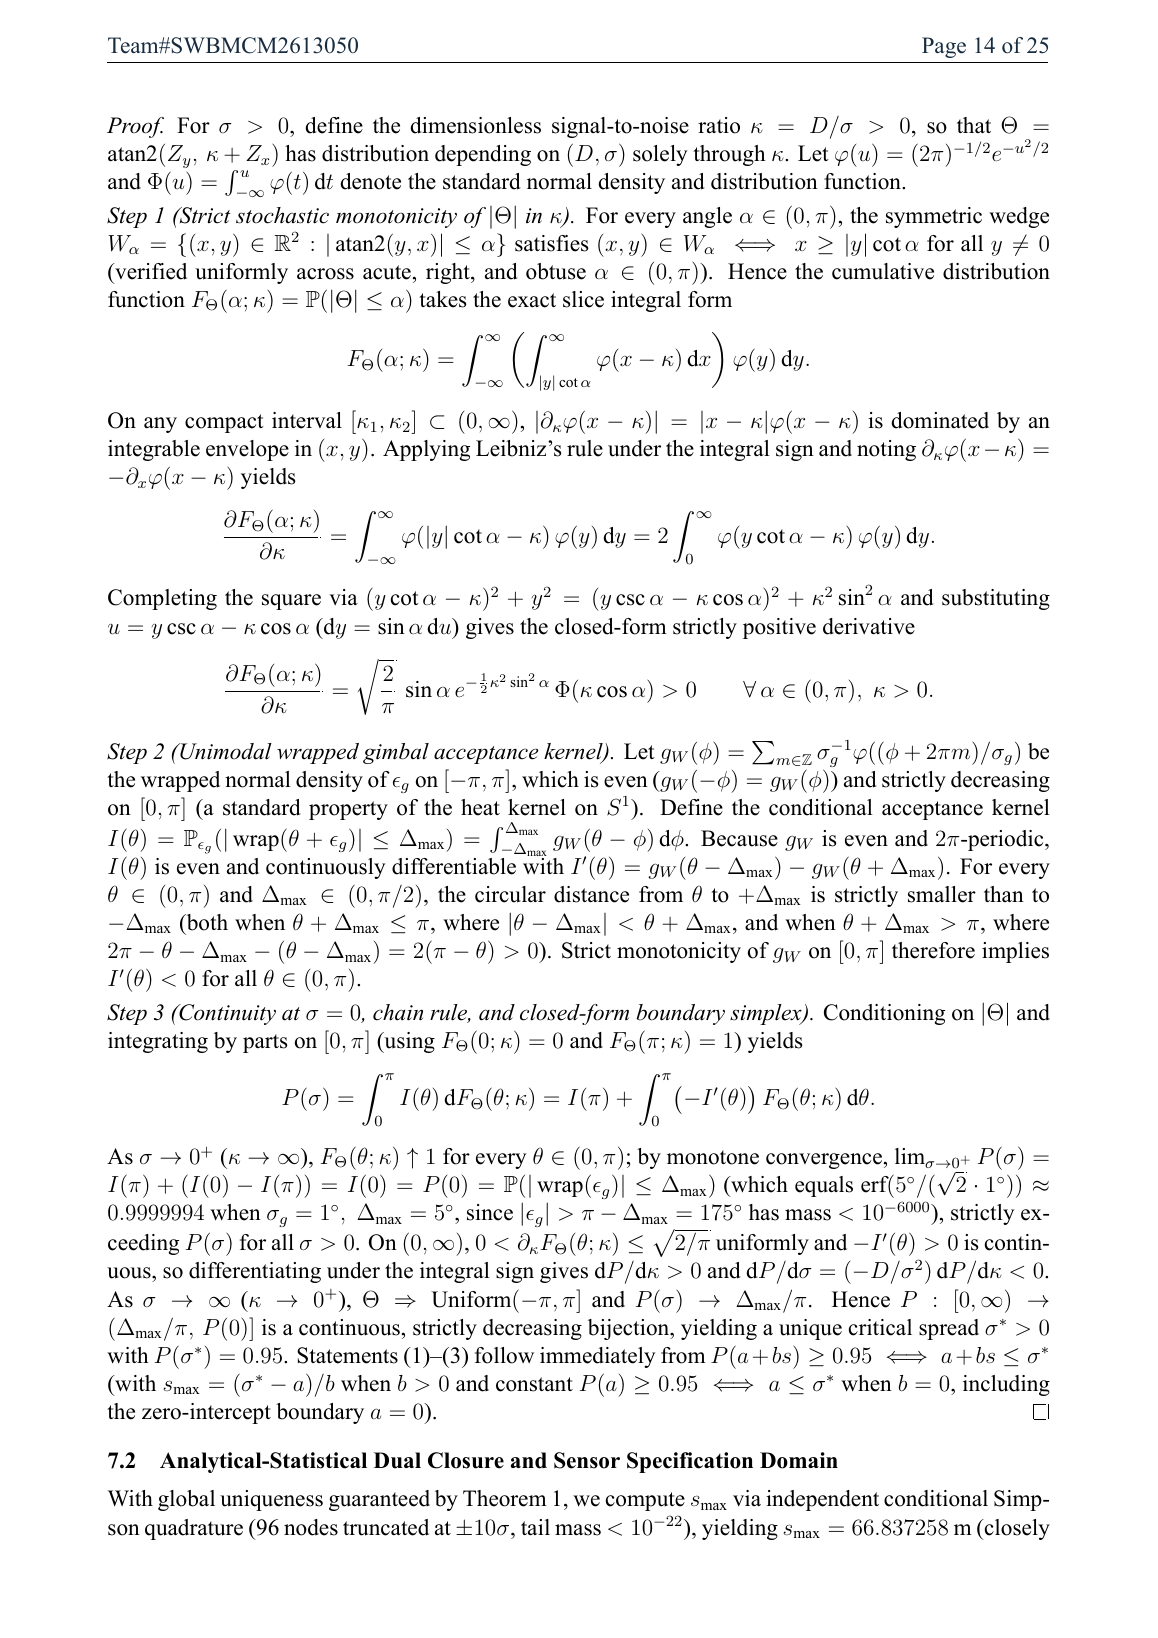 Team#SWBMCM2613050 Page 14 of 25
Proof. For σ > 0, define the dimensionless signal-to-noise ratio κ = D/σ > 0, so that Θ =
atan2(Z_y, κ + Z_x) has distribution depending on (D, σ) solely through κ. Let φ(u) = (2π)^{−1/2}e^{−u²/2}
and Φ(u) = ∫_{−∞}^{u} φ(t) dt denote the standard normal density and distribution function.
Step 1 (Strict stochastic monotonicity of |Θ| in κ). For every angle α ∈ (0, π), the symmetric wedge
W_α = {(x, y) ∈ ℝ² : | atan2(y, x)| ≤ α} satisfies (x, y) ∈ W_α ⟺ x ≥ |y| cot α for all y ≠ 0
(verified uniformly across acute, right, and obtuse α ∈ (0, π)). Hence the cumulative distribution
function F_Θ(α; κ) = ℙ(|Θ| ≤ α) takes the exact slice integral form
F_Θ(α; κ) = ∫_{−∞}^{∞} ( ∫_{|y| cot α}^{∞} φ(x − κ) dx ) φ(y) dy.
On any compact interval [κ₁, κ₂] ⊂ (0, ∞), |∂_κφ(x − κ)| = |x − κ|φ(x − κ) is dominated by an
integrable envelope in (x, y). Applying Leibniz’s rule under the integral sign and noting ∂_κφ(x − κ) =
−∂_xφ(x − κ) yields
∂F_Θ(α; κ)/∂κ = ∫_{−∞}^{∞} φ(|y| cot α − κ) φ(y) dy = 2 ∫_{0}^{∞} φ(y cot α − κ) φ(y) dy.
Completing the square via (y cot α − κ)² + y² = (y csc α − κ cos α)² + κ² sin² α and substituting
u = y csc α − κ cos α (dy = sin α du) gives the closed-form strictly positive derivative
∂F_Θ(α; κ)/∂κ = √(2/π) sin α e^{−½κ² sin² α} Φ(κ cos α) > 0 ∀ α ∈ (0, π), κ > 0.
Step 2 (Unimodal wrapped gimbal acceptance kernel). Let g_W(ϕ) = ∑_{m∈ℤ} σ_g^{−1}φ((ϕ + 2πm)/σ_g) be
the wrapped normal density of ϵ_g on [−π, π], which is even (g_W(−ϕ) = g_W(ϕ)) and strictly decreasing
on [0, π] (a standard property of the heat kernel on S¹). Define the conditional acceptance kernel
I(θ) = ℙ_{ϵ_g}(| wrap(θ + ϵ_g)| ≤ Δ_max) = ∫_{−Δ_max}^{Δ_max} g_W(θ − ϕ) dϕ. Because g_W is even and 2π-periodic,
I(θ) is even and continuously differentiable with I′(θ) = g_W(θ − Δ_max) − g_W(θ + Δ_max). For every
θ ∈ (0, π) and Δ_max ∈ (0, π/2), the circular distance from θ to +Δ_max is strictly smaller than to
−Δ_max (both when θ + Δ_max ≤ π, where |θ − Δ_max| < θ + Δ_max, and when θ + Δ_max > π, where
2π − θ − Δ_max − (θ − Δ_max) = 2(π − θ) > 0). Strict monotonicity of g_W on [0, π] therefore implies
I′(θ) < 0 for all θ ∈ (0, π).
Step 3 (Continuity at σ = 0, chain rule, and closed-form boundary simplex). Conditioning on |Θ| and
integrating by parts on [0, π] (using F_Θ(0; κ) = 0 and F_Θ(π; κ) = 1) yields
P(σ) = ∫_{0}^{π} I(θ) dF_Θ(θ; κ) = I(π) + ∫_{0}^{π} (−I′(θ)) F_Θ(θ; κ) dθ.
As σ → 0⁺ (κ → ∞), F_Θ(θ; κ) ↑ 1 for every θ ∈ (0, π); by monotone convergence, lim_{σ→0⁺} P(σ) =
I(π) + (I(0) − I(π)) = I(0) = P(0) = ℙ(| wrap(ϵ_g)| ≤ Δ_max) (which equals erf(5°/(√2 · 1°)) ≈
0.9999994 when σ_g = 1°, Δ_max = 5°, since |ϵ_g| > π − Δ_max = 175° has mass < 10^{−6000}), strictly ex-
ceeding P(σ) for all σ > 0. On (0, ∞), 0 < ∂_κF_Θ(θ; κ) ≤ √(2/π) uniformly and −I′(θ) > 0 is contin-
uous, so differentiating under the integral sign gives dP/dκ > 0 and dP/dσ = (−D/σ²) dP/dκ < 0.
As σ → ∞ (κ → 0⁺), Θ ⇒ Uniform(−π, π] and P(σ) → Δ_max/π. Hence P : [0, ∞) →
(Δ_max/π, P(0)] is a continuous, strictly decreasing bijection, yielding a unique critical spread σ* > 0
with P(σ*) = 0.95. Statements (1)–(3) follow immediately from P(a+bs) ≥ 0.95 ⟺ a+bs ≤ σ*
(with s_max = (σ* − a)/b when b > 0 and constant P(a) ≥ 0.95 ⟺ a ≤ σ* when b = 0, including
the zero-intercept boundary a = 0). □
7.2 Analytical-Statistical Dual Closure and Sensor Specification Domain
With global uniqueness guaranteed by Theorem 1, we compute s_max via independent conditional Simp-
son quadrature (96 nodes truncated at ±10σ, tail mass < 10^{−22}), yielding s_max = 66.837258 m (closely